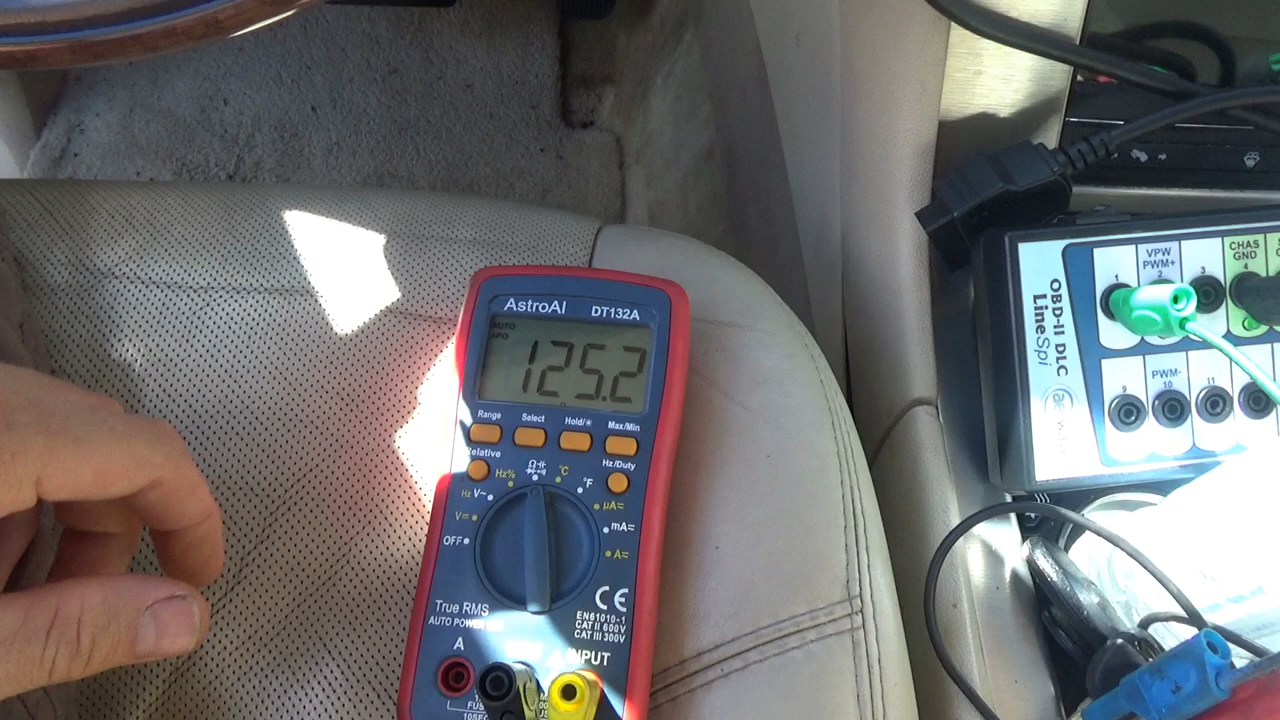 AstroAI DT132A
AUTO
APO
125.2
Range Select Hold/☀ Max/Min
Relative Hz/Duty
Hz% Ω °C °F
Hz V~
V⎓
OFF
µA≂
mA≂
A≂
True RMS
AUTO POWER
CE
EN61010-1
CAT II 600V
CAT III 300V
A
INPUT
10SEC
OBD-II DLC
LineSpi
1
VPW
PWM+
2
3
CHAS
GND
4
9
PWM-
10
11